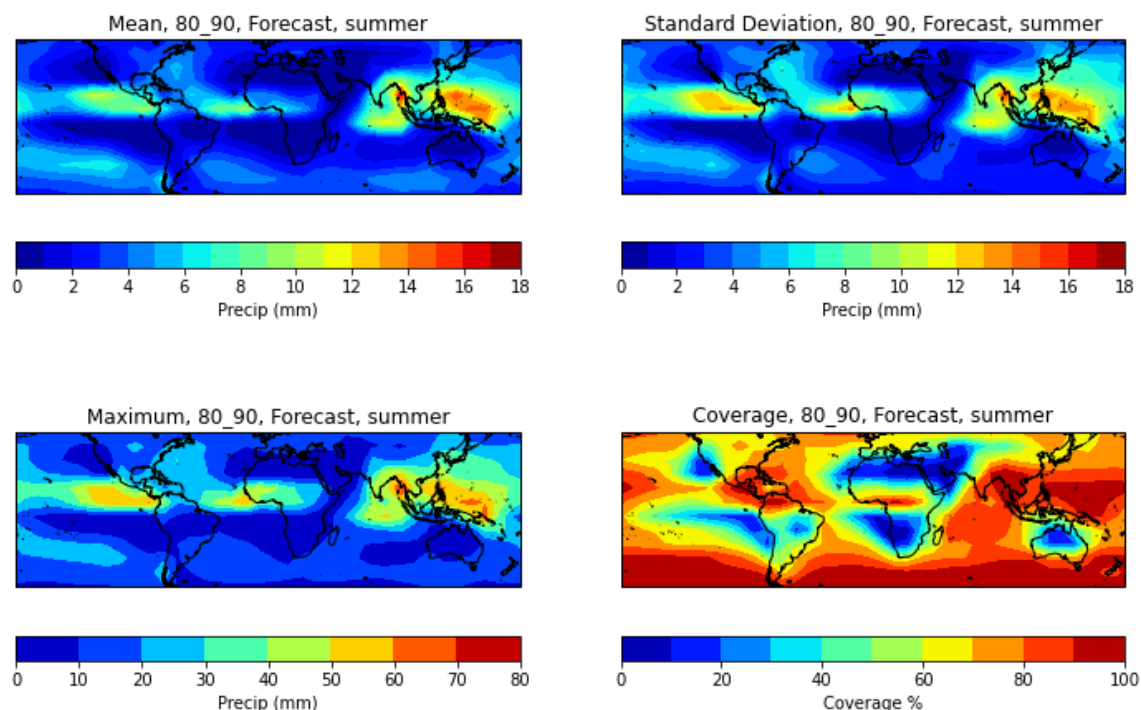 Mean, 80_90, Forecast, summer
Standard Deviation, 80_90, Forecast, summer
0 2 4 6 8 10 12 14 16 18
Precip (mm)
0 2 4 6 8 10 12 14 16 18
Precip (mm)
Maximum, 80_90, Forecast, summer
Coverage, 80_90, Forecast, summer
0 10 20 30 40 50 60 70 80
Precip (mm)
0 20 40 60 80 100
Coverage %